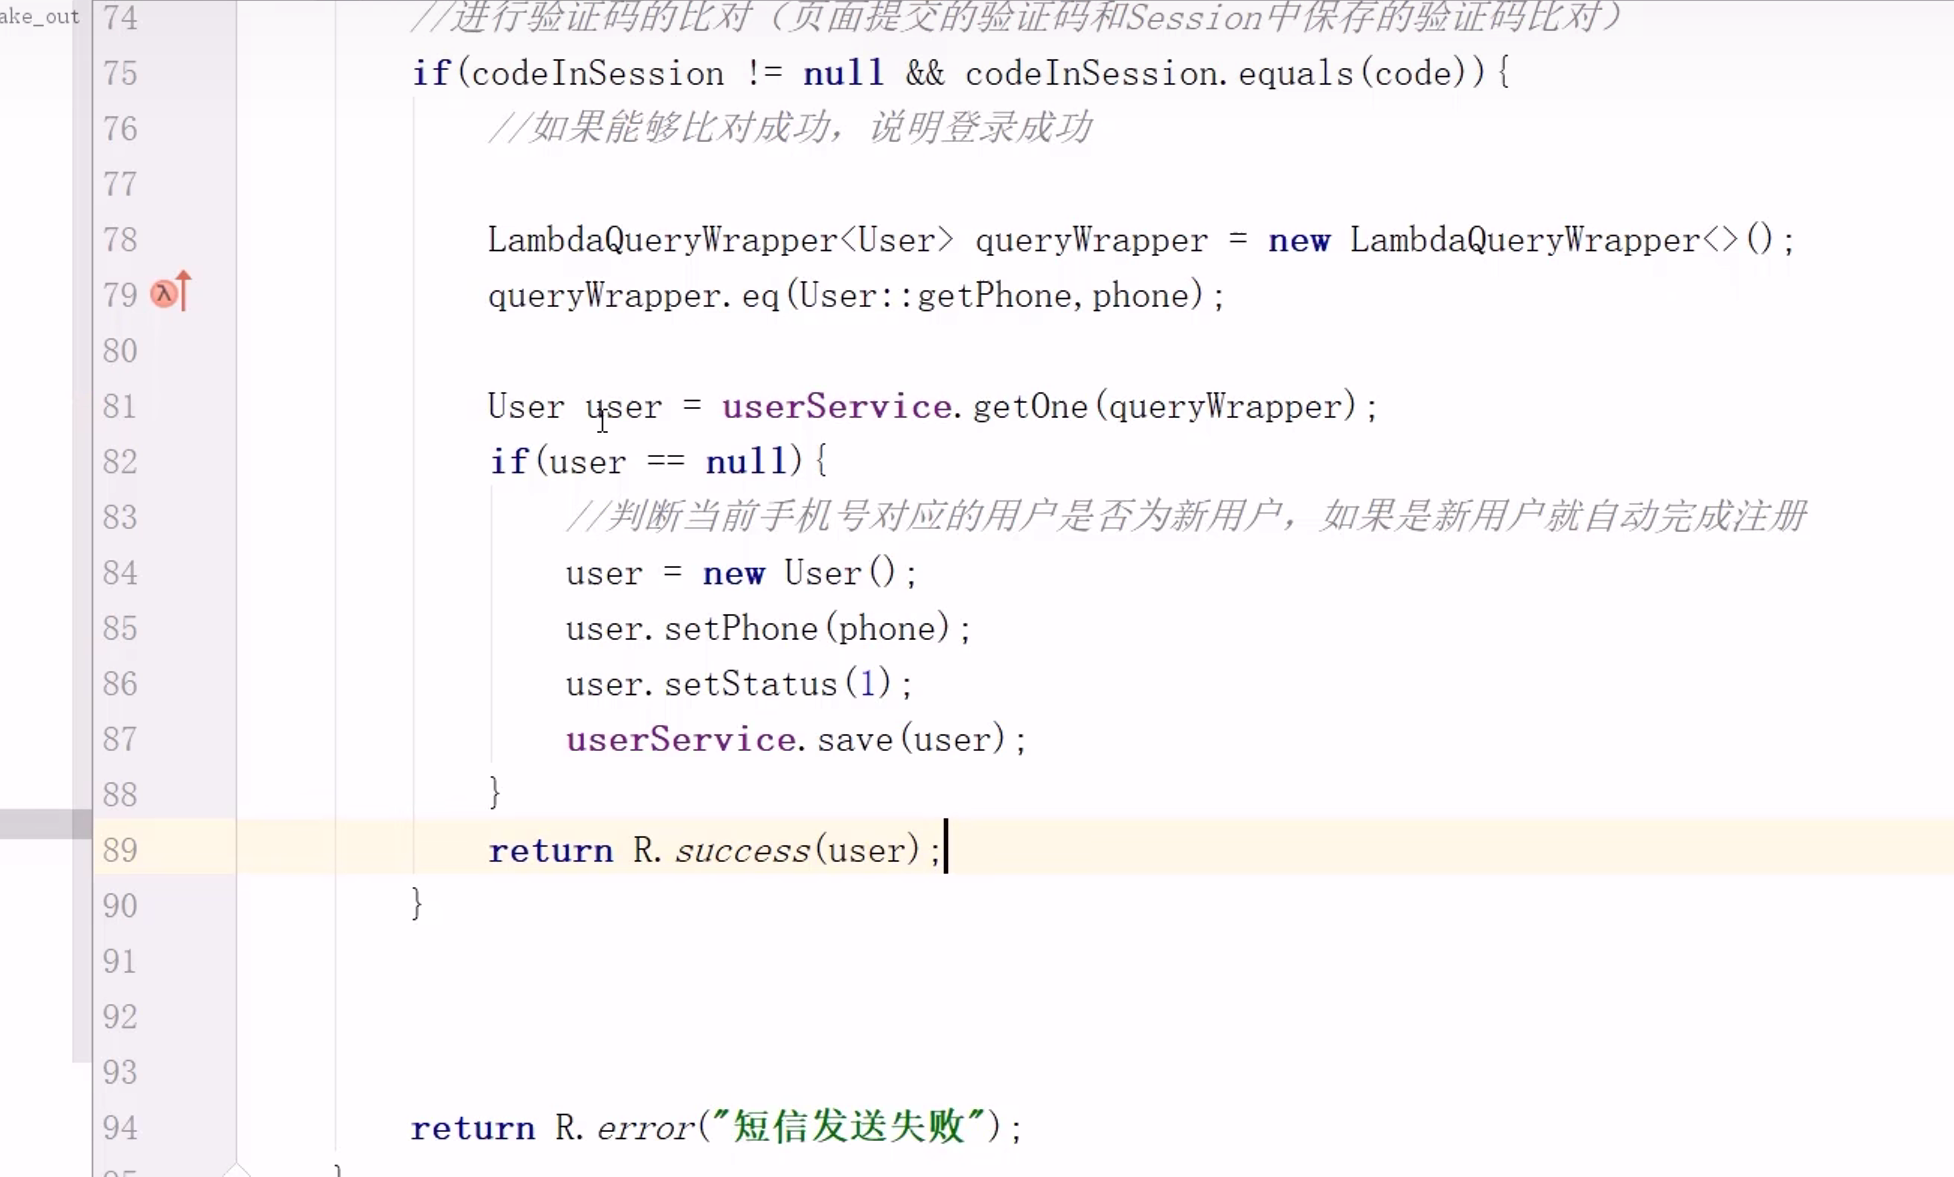 ake_out
74 //进行验证码的比对（页面提交的验证码和Session中保存的验证码比对）
75 if(codeInSession != null && codeInSession.equals(code)){
76 //如果能够比对成功，说明登录成功
77
78 LambdaQueryWrapper<User> queryWrapper = new LambdaQueryWrapper<>();
79 λ queryWrapper.eq(User::getPhone,phone);
80
81 User user = userService.getOne(queryWrapper);
82 if(user == null){
83 //判断当前手机号对应的用户是否为新用户，如果是新用户就自动完成注册
84 user = new User();
85 user.setPhone(phone);
86 user.setStatus(1);
87 userService.save(user);
88 }
89 return R.success(user);
90 }
91
92
93
94 return R.error("短信发送失败");
}